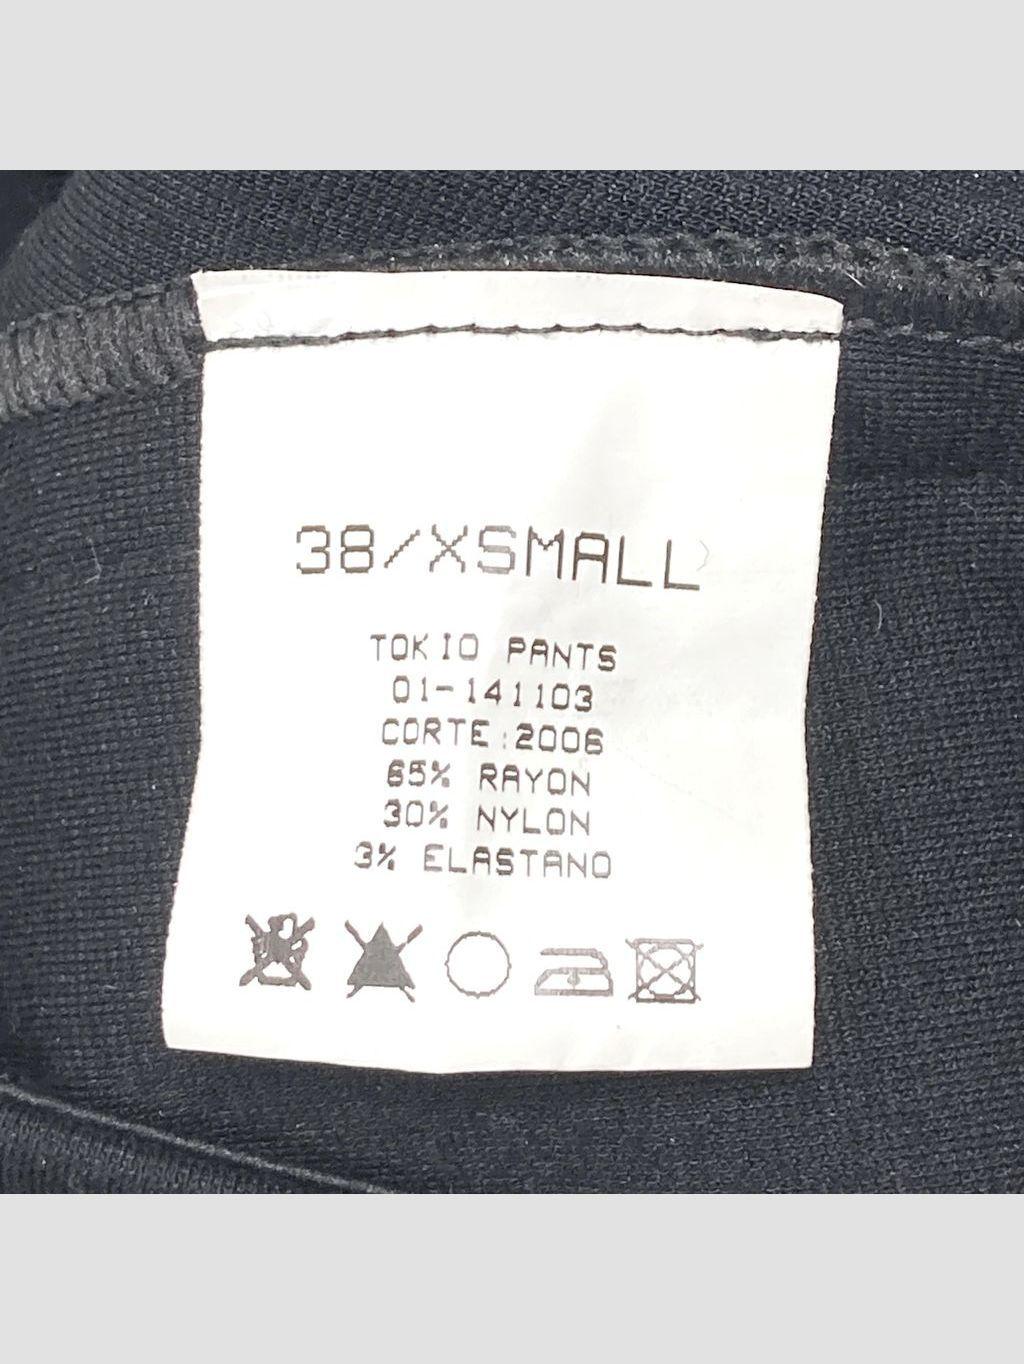 38/XSMALL
TOKIO PANTS
01-141103
CORTE:2006
65% RAYON
30% NYLON
3% ELASTANO